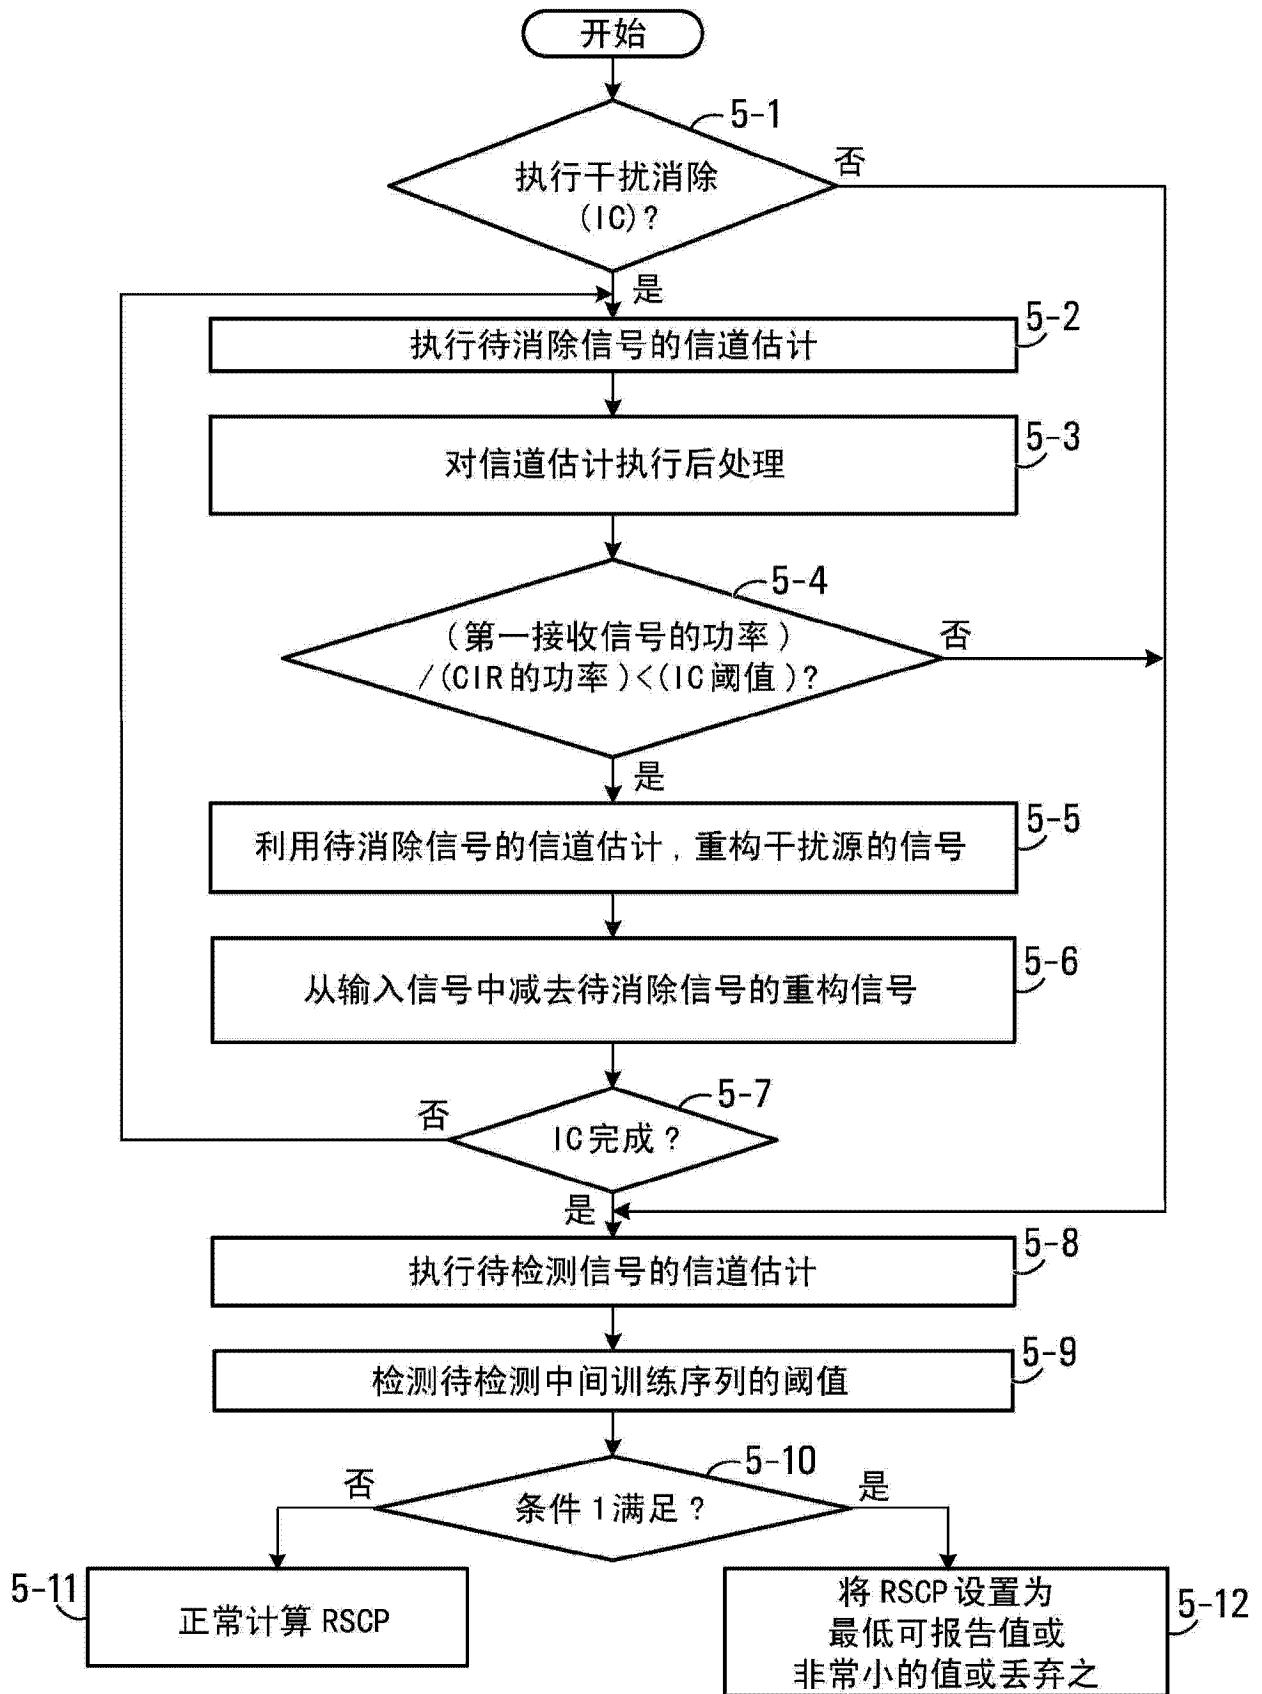 开始
5-1
执行干扰消除
(IC)?
否
是
5-2
执行待消除信号的信道估计
5-3
对信道估计执行后处理
5-4
(第一接收信号的功率)
/(CIR的功率)<(IC阈值)?
否
是
5-5
利用待消除信号的信道估计,重构干扰源的信号
5-6
从输入信号中减去待消除信号的重构信号
5-7
否
IC完成?
是
5-8
执行待检测信号的信道估计
5-9
检测待检测中间训练序列的阈值
5-10
否
条件1满足?
是
5-11
正常计算RSCP
将RSCP设置为
最低可报告值或
非常小的值或丢弃之
5-12